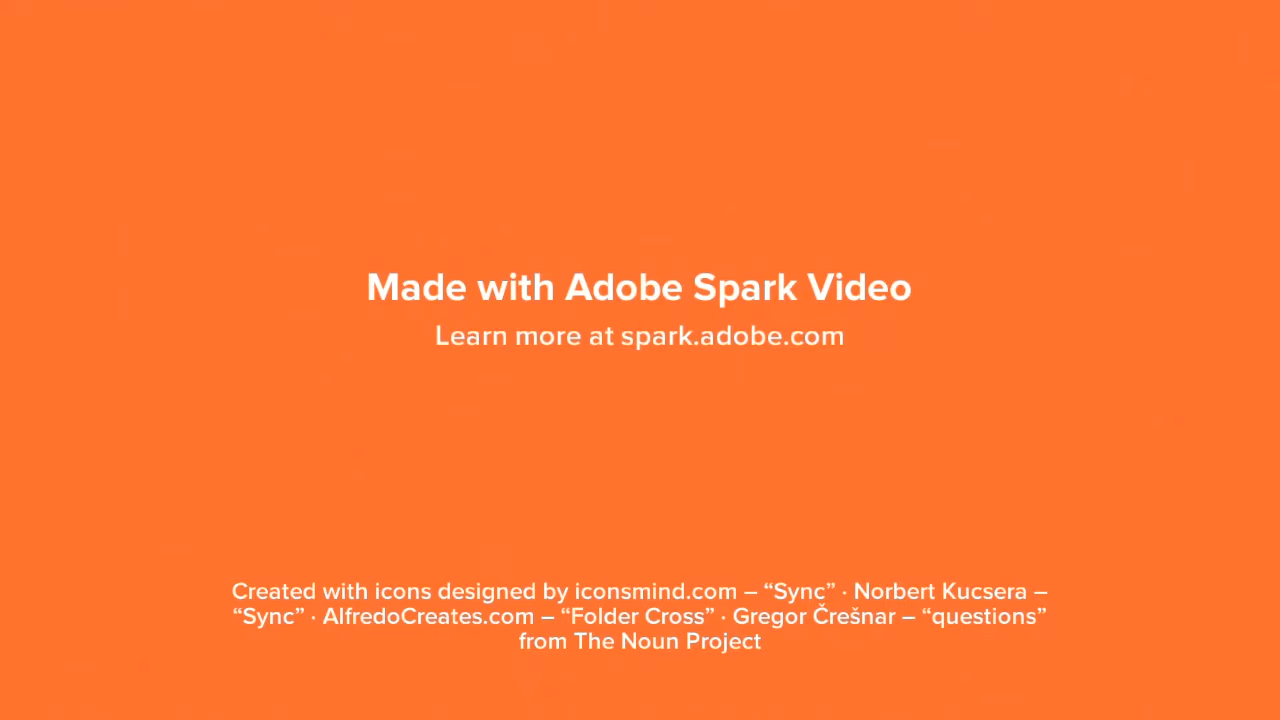 Made with Adobe Spark Video
Learn more at spark.adobe.com
Created with icons designed by iconsmind.com – “Sync” · Norbert Kucsera –
“Sync” · AlfredoCreates.com – “Folder Cross” · Gregor Črešnar – “questions”
from The Noun Project